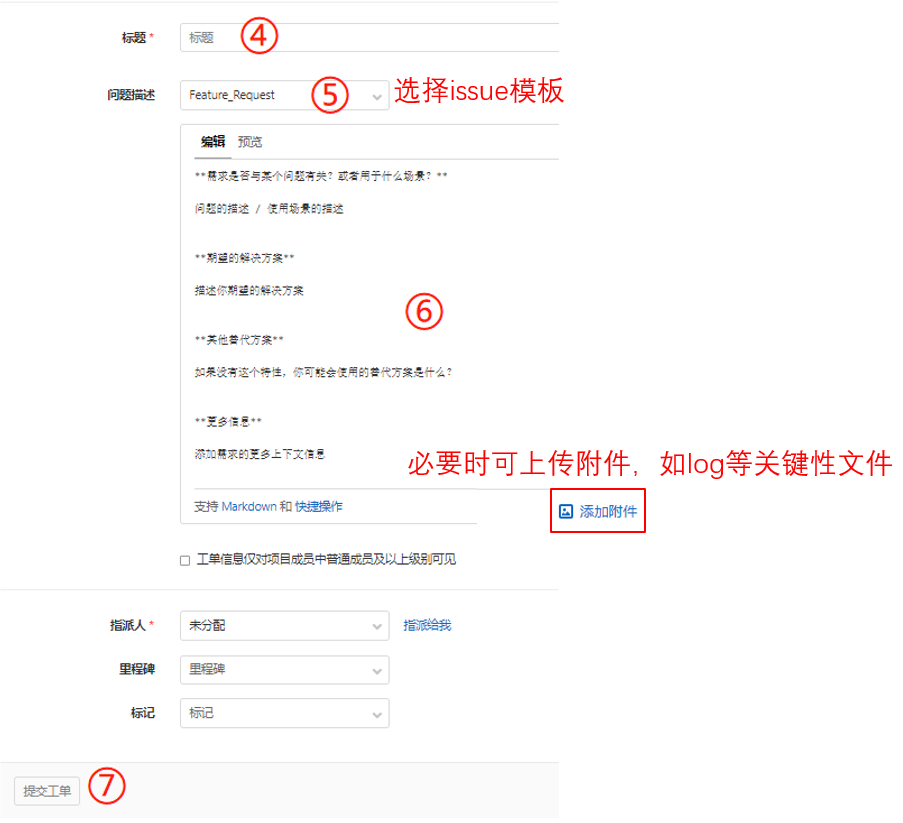 标题 * 标题 ④
问题描述 Feature_Request ⑤ 选择issue模板
编辑 预览
**需求是否与某个问题有关？或者用于什么场景？**
问题的描述 / 使用场景的描述
**期望的解决方案**
描述你期望的解决方案
⑥
**其他替代方案**
如果没有这个特性，你可能会使用的替代方案是什么？
**更多信息**
添加需求的更多上下文信息
必要时可上传附件，如log等关键性文件
支持 Markdown 和 快捷操作 添加附件
工单信息仅对项目成员中普通成员及以上级别可见
指派人 * 未分配 指派给我
里程碑 里程碑
标记 标记
提交工单 ⑦